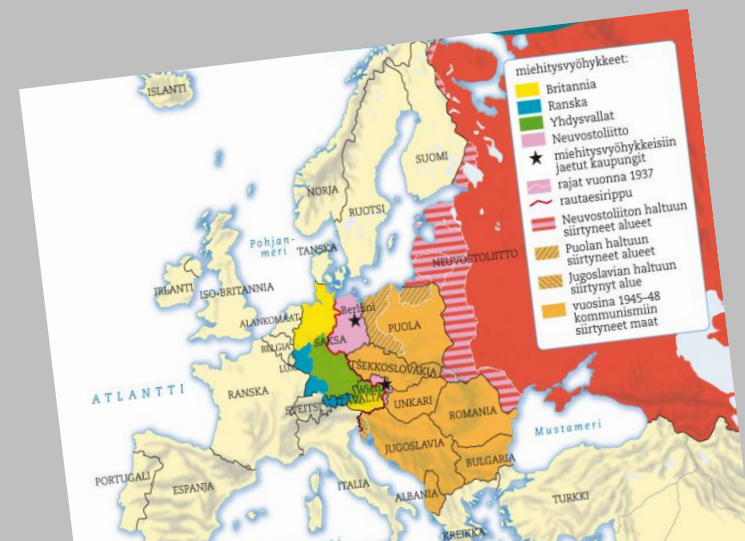 miehitysvyöhykkeet:
Britannia
Ranska
Yhdysvallat
Neuvostoliitto
miehitysvyöhykkeisiin
jaetut kaupungit
rajat vuonna 1937
rautaesirippu
Neuvostoliiton haltuun
siirtyneet alueet
Puolan haltuun
siirtyneet alueet
Jugoslavian haltuun
siirtynyt alue
vuosina 1945–48
kommunismiin
siirtyneet maat
ISLANTI
SUOMI
NORJA
RUOTSI
Pohjan-
meri
TANSKA
NEUVOSTOLIITTO
IRLANTI
ISO-BRITANNIA
ALANKOMAAT
Berliini
PUOLA
BELGIA
SAKSA
LUX.
TŠEKKOSLOVAKIA
ATLANTTI
RANSKA
Wien
SVEITSI
ITÄVALTA
UNKARI
ROMANIA
Mustameri
JUGOSLAVIA
BULGARIA
PORTUGALI
ESPANJA
ITALIA
ALBANIA
TURKKI
KREIKKA